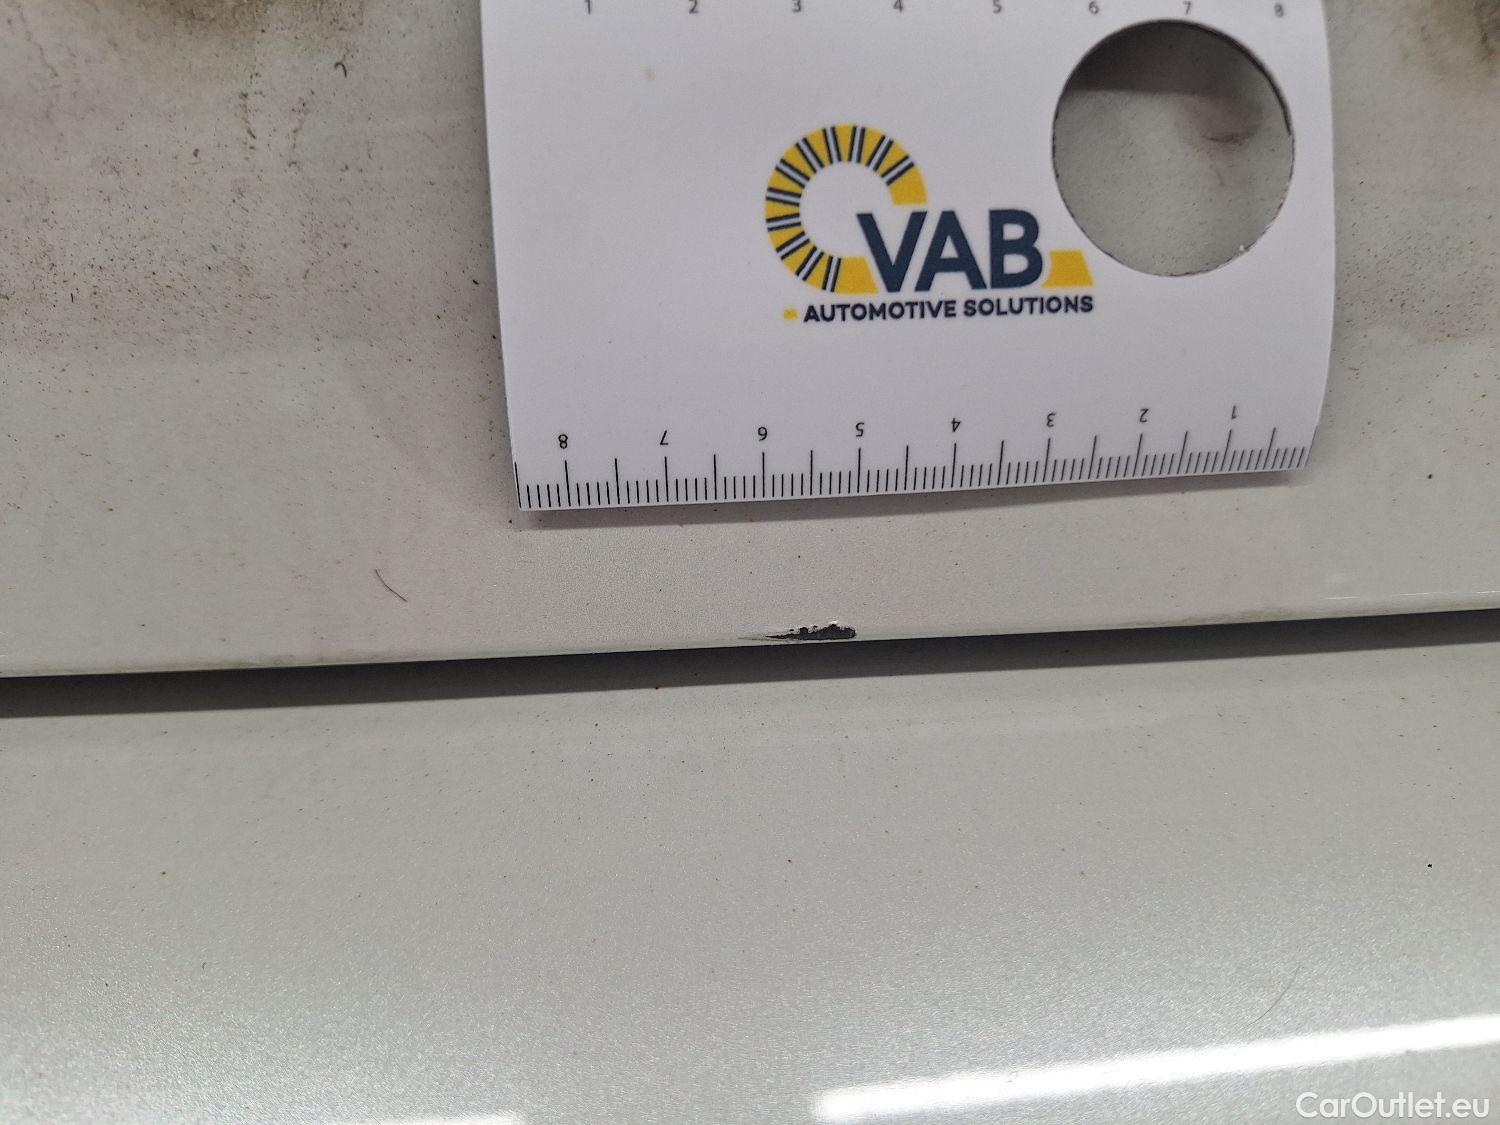 1 2 3 4 5 6 7 8
VAB
AUTOMOTIVE SOLUTIONS
8 7 6 5 4 3 2 1
CarOutlet.eu